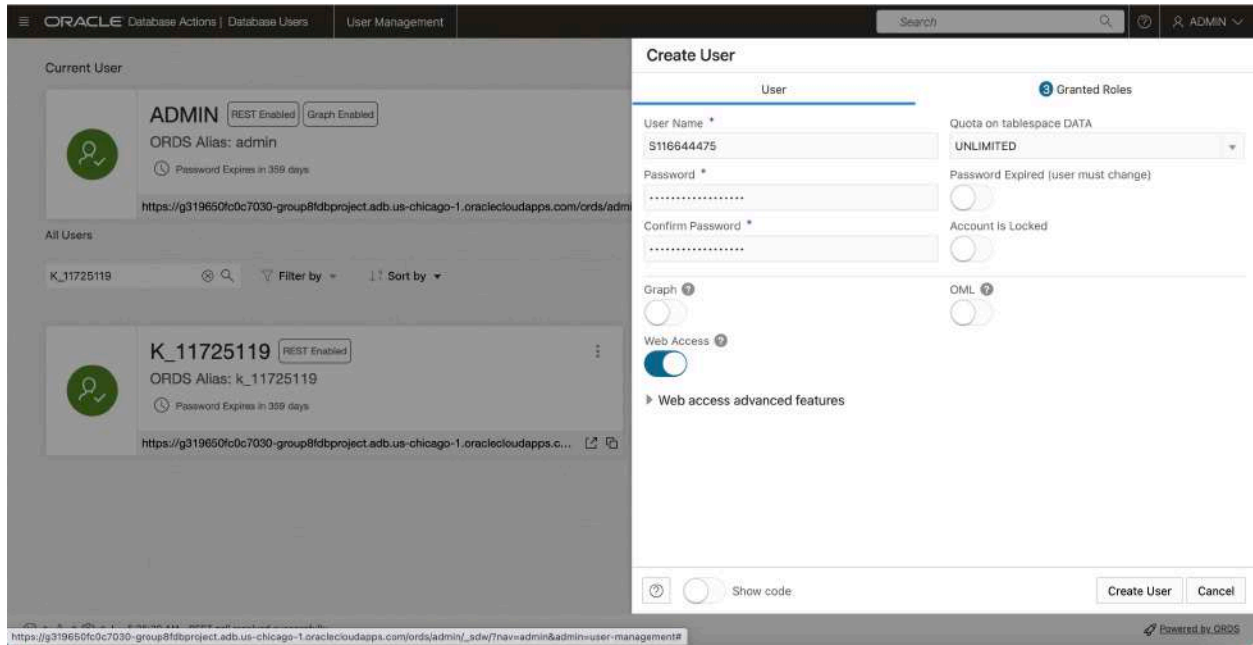 ORACLE Database Actions | Database Users
User Management
Search
ADMIN
Current User
ADMIN REST Enabled Graph Enabled
ORDS Alias: admin
Password Expires in 359 days
https://g319650fc0c7030-group8fdbproject.adb.us-chicago-1.oraclecloudapps.com/ords/admi
All Users
K_11725119
Filter by
Sort by
K_11725119 REST Enabled
ORDS Alias: k_11725119
Password Expires in 359 days
https://g319650fc0c7030-group8fdbproject.adb.us-chicago-1.oraclecloudapps.c...
Create User
User
3 Granted Roles
User Name *
S116644475
Quota on tablespace DATA
UNLIMITED
Password *
••••••••••••••••••
Password Expired (user must change)
Confirm Password *
••••••••••••••••••
Account is Locked
Graph
OML
Web Access
Web access advanced features
Show code
Create User
Cancel
https://g319650fc0c7030-group8fdbproject.adb.us-chicago-1.oraclecloudapps.com/ords/admin/_sdw/?nav=admin&admin=user-management#
Powered by ORDS